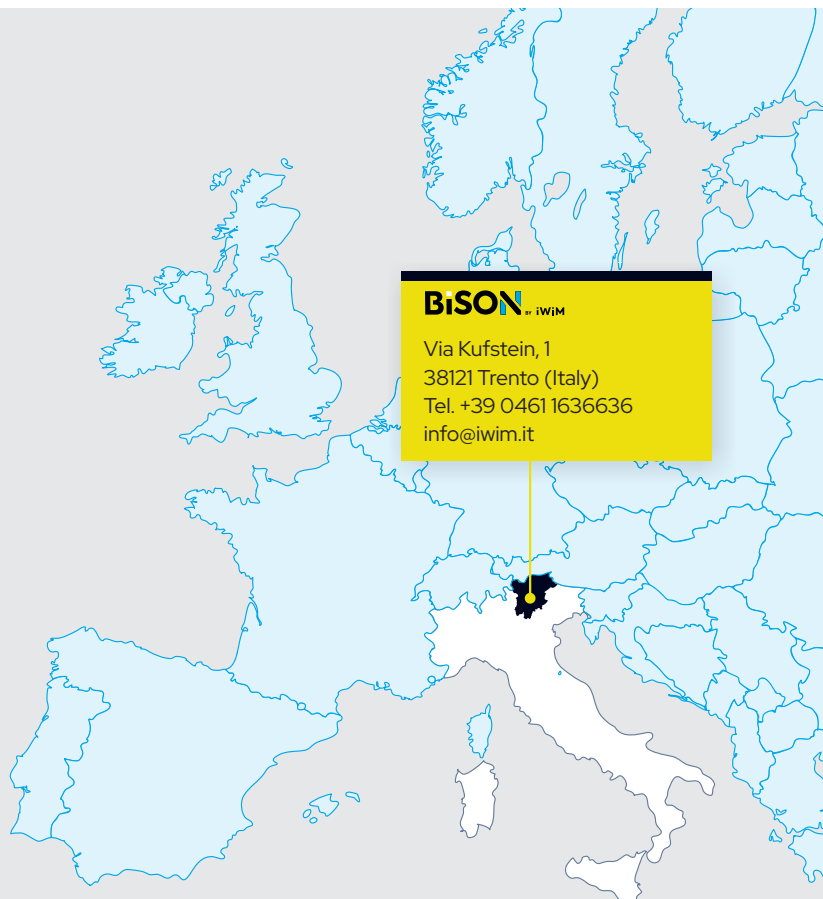 BiSON BY iWiM
Via Kufstein, 1
38121 Trento (Italy)
Tel. +39 0461 1636636
info@iwim.it